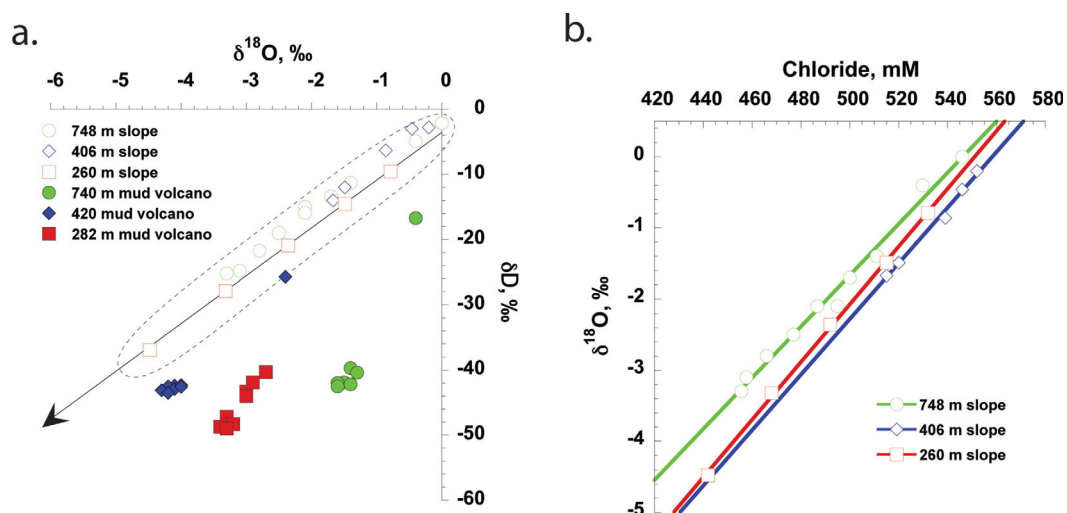 a.
δ18O, ‰
-6 -5 -4 -3 -2 -1 0
0
-10
-20
-30
-40
-50
-60
δD, ‰
748 m slope
406 m slope
260 m slope
740 m mud volcano
420 mud volcano
282 m mud volcano
b.
Chloride, mM
420 440 460 480 500 520 540 560 580
0
-1
-2
-3
-4
-5
δ18O, ‰
748 m slope
406 m slope
260 m slope